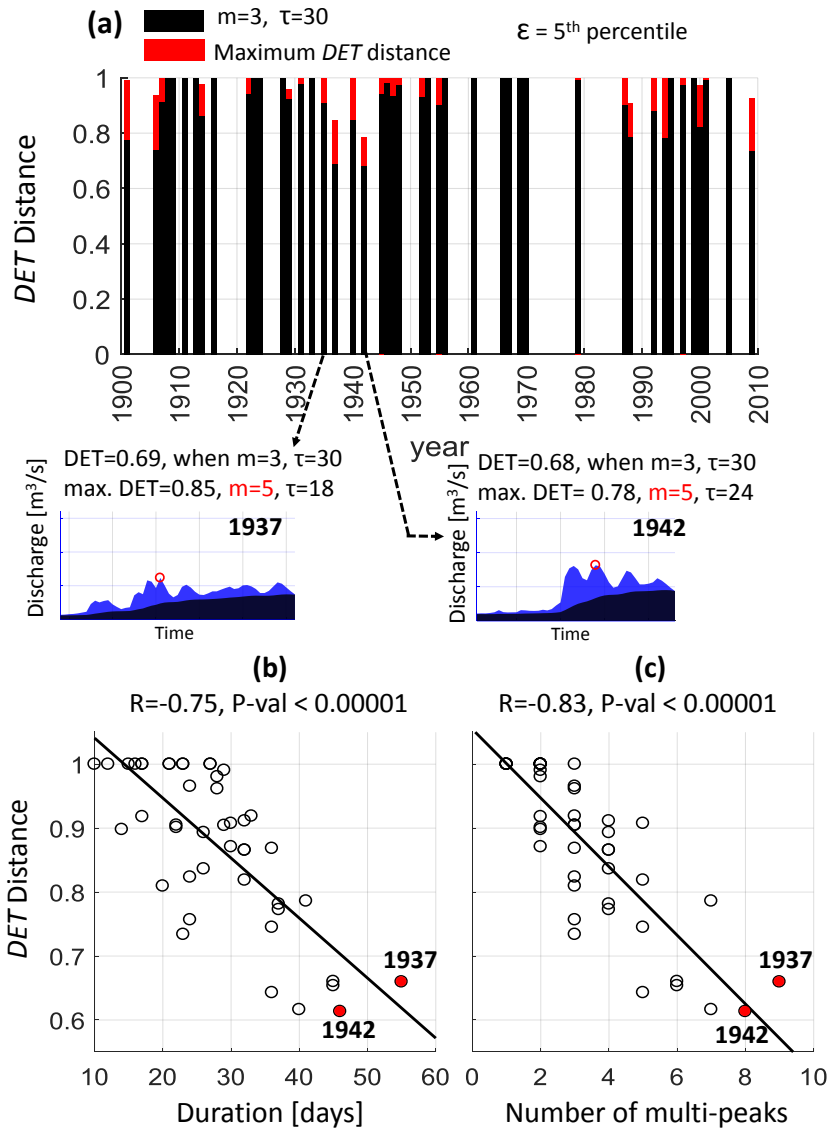 (a)
m=3, τ=30
Maximum DET distance
ε = 5th percentile
DET Distance
1
0.8
0.6
0.4
0.2
0
1900 1910 1920 1930 1940 1950 1960 1970 1980 1990 2000 2010
year
DET=0.69, when m=3, τ=30
max. DET=0.85, m=5, τ=18
Discharge [m³/s]
1937
Time
DET=0.68, when m=3, τ=30
max. DET= 0.78, m=5, τ=24
Discharge [m³/s]
1942
Time
(b)
R=-0.75, P-val < 0.00001
DET Distance
1
0.9
0.8
0.7
0.6
1937
1942
10 20 30 40 50 60
Duration [days]
(c)
R=-0.83, P-val < 0.00001
1937
1942
0 2 4 6 8 10
Number of multi-peaks